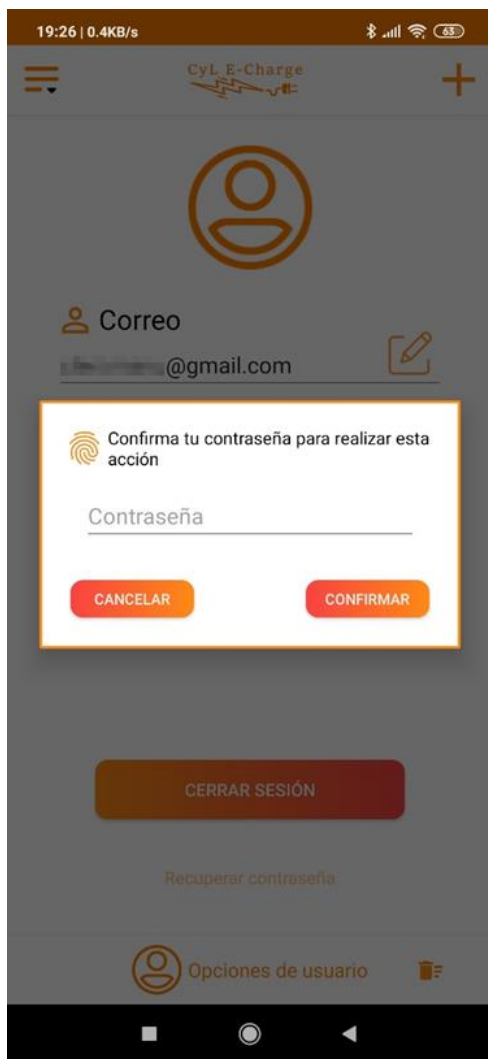 19:26 | 0.4KB/s
63
CyL E-Charge
Correo
@gmail.com
Confirma tu contraseña para realizar esta
acción
Contraseña
CANCELAR
CONFIRMAR
CERRAR SESIÓN
Recuperar contraseña
Opciones de usuario